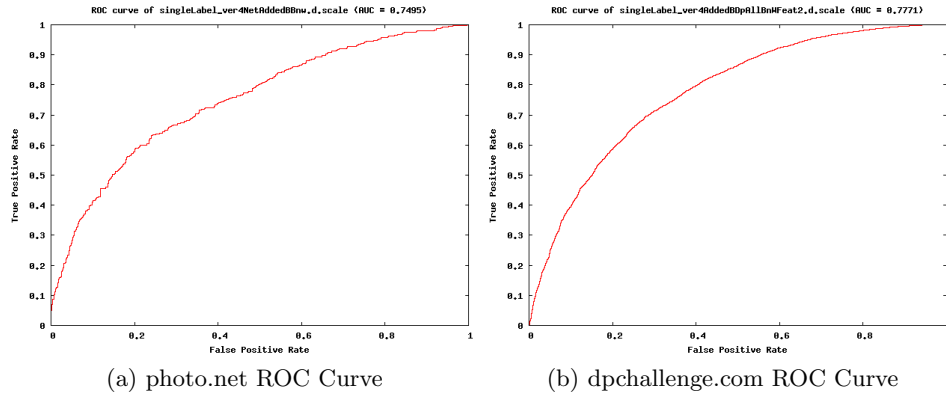 ROC curve of singleLabel_ver4NetAddedBBnw.d.scale (AUC = 0.7495)
1
0.9
0.8
0.7
0.6
0.5
0.4
0.3
0.2
0.1
0
True Positive Rate
0 0.2 0.4 0.6 0.8 1
False Positive Rate
(a) photo.net ROC Curve
ROC curve of singleLabel_ver4AddedBDpAllBnWFeat2.d.scale (AUC = 0.7771)
1
0.9
0.8
0.7
0.6
0.5
0.4
0.3
0.2
0.1
0
True Positive Rate
0 0.2 0.4 0.6 0.8
False Positive Rate
(b) dpchallenge.com ROC Curve